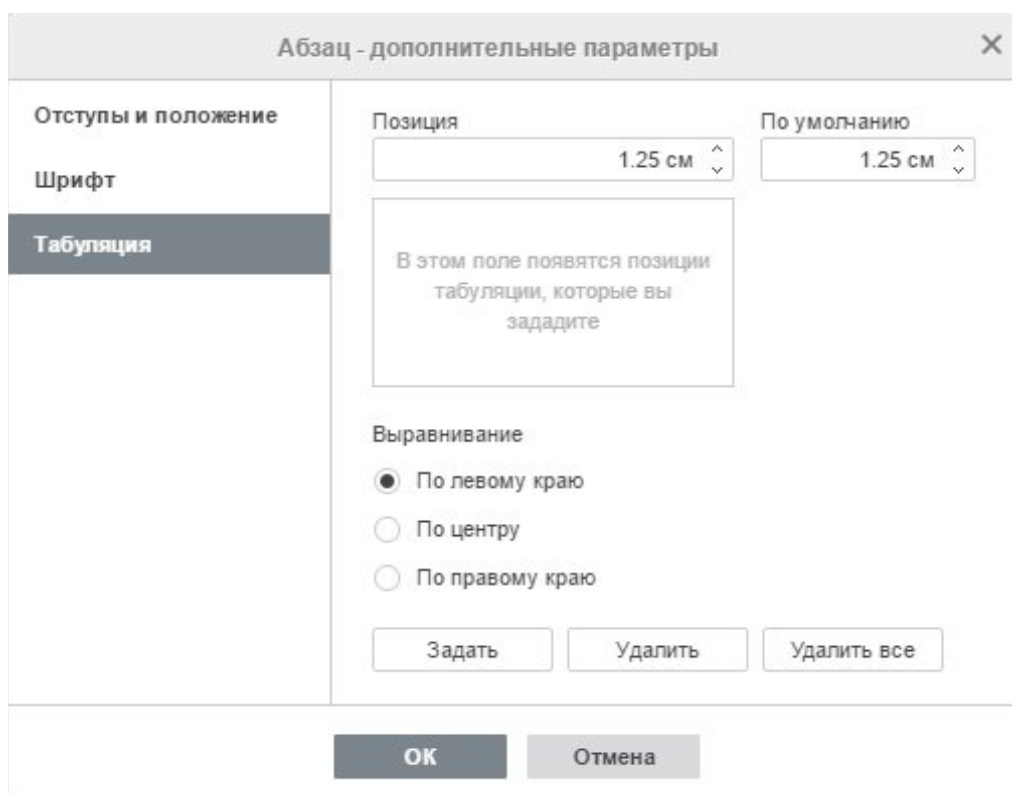 Абзац - дополнительные параметры
Отступы и положение
Шрифт
Табуляция
Позиция
По умолчанию
1.25 см
1.25 см
В этом поле появятся позиции
табуляции, которые вы
зададите
Выравнивание
По левому краю
По центру
По правому краю
Задать
Удалить
Удалить все
ОК
Отмена